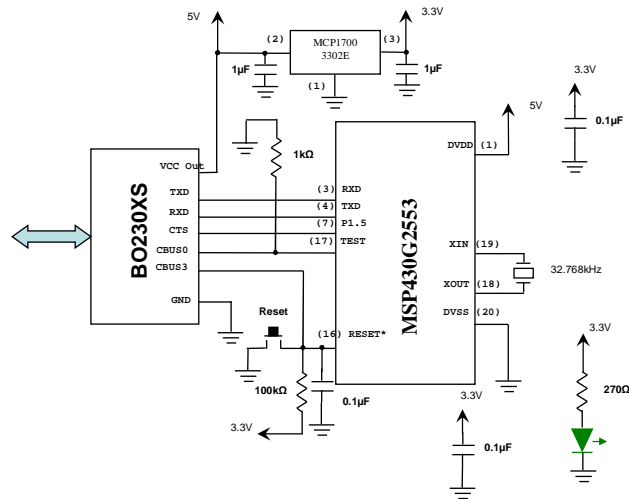 5V
3.3V
(2)
MCP1700
3302E
(3)
(1)
1µF
1µF
3.3V
0.1µF
5V
VCC Out
TXD
RXD
CTS
CBUS0
CBUS3
GND
BO230XS
1kΩ
(3) RXD
(4) TXD
(7) P1.5
(17) TEST
(16) RESET*
MSP430G2553
DVDD (1)
XIN (19)
XOUT (18)
DVSS (20)
32.768kHz
Reset
100kΩ
0.1µF
3.3V
3.3V
0.1µF
3.3V
270Ω